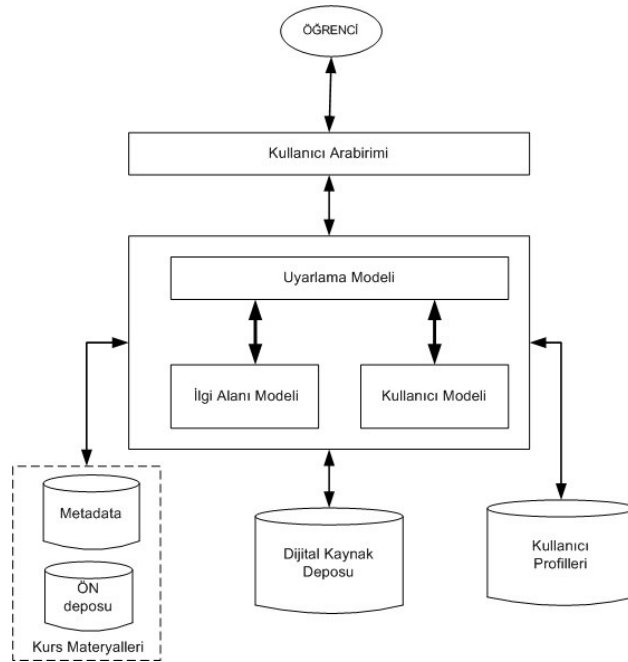 ÖĞRENCİ
Kullanıcı Arabirimi
Uyarlama Modeli
İlgi Alanı Modeli
Kullanıcı Modeli
Metadata
ÖN
deposu
Kurs Materyalleri
Dijital Kaynak
Deposu
Kullanıcı
Profilleri